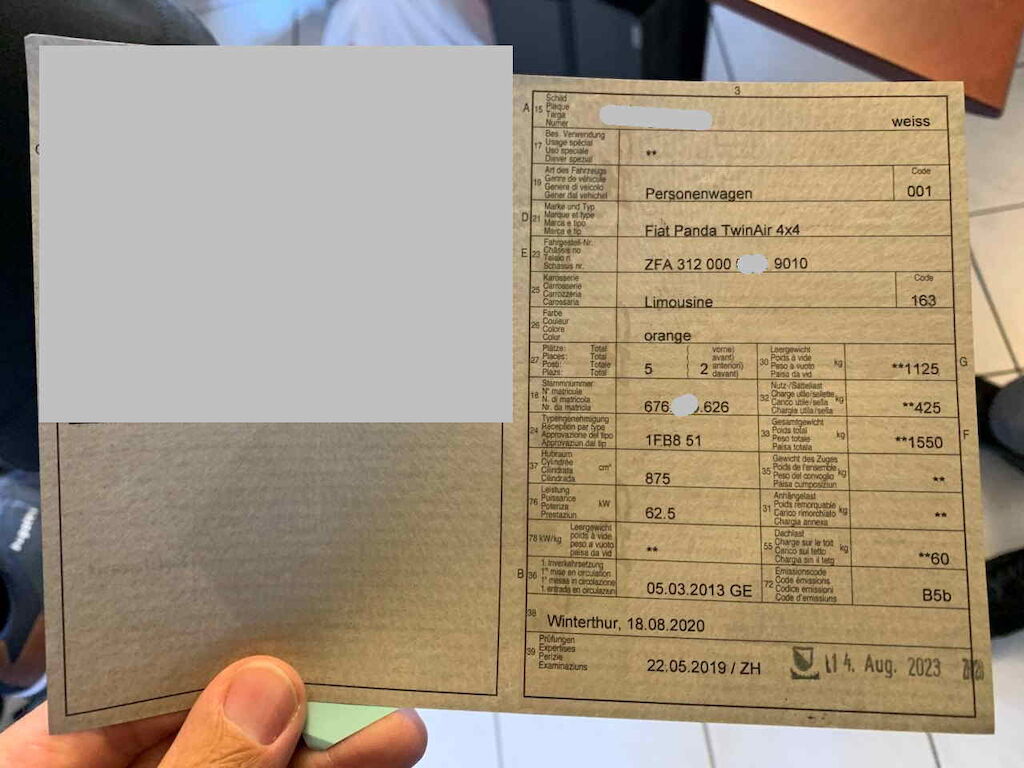 3
A 15 Schild
Plaque
Targa
Numer
weiss
17 Bes. Verwendung
Usage spécial
Uso speciale
Diever spezial
**
19 Art des Fahrzeugs
Genre de véhicule
Genere di veicolo
Gener dal vehichel
Personenwagen
Code
001
D 21 Marke und Typ
Marque et type
Marca e tipo
Marca e tip
Fiat Panda TwinAir 4x4
E 23 Fahrgestell-Nr.
Châssis no
Telaio n
Schassis nr.
ZFA 312 000 9010
25 Karosserie
Carrosserie
Carrozzeria
Carossaria
Limousine
Code
163
26 Farbe
Couleur
Colore
Color
orange
27 Plätze: Total
Places: Total
Posti: Totale
Plazs: Total
5
( vorne)
( avant)
2 anteriori)
( davant)
30 Leergewicht
Poids à vide
Peso a vuoto
Paisa da vid
kg
**1125
G
18 Stammnummer
N° matricule
N. di matricola
Nr. da matricla
676. .626
32 Nutz-/Sattellast
Charge utile/sellette
Carico utile/sella
Chargia utila/sella
kg
**425
24 Typengenehmigung
Réception par type
Approvazione del tipo
Approvaziun dal tip
1FB8 51
33 Gesamtgewicht
Poids total
Peso totale
Paisa totala
kg
**1550
F
37 Hubraum
Cylindrée
Cilindrata
Cilindrada
cm³
875
35 Gewicht des Zuges
Poids de l'ensemble
Peso del convoglio
Paisa cumposiziun
kg
**
76 Leistung
Puissance
Potenza
Prestaziun
kW
62.5
31 Anhängelast
Poids remorquable
Carico rimorchiato
Chargia annexa
kg
**
78 kW/kg
Leergewicht
poids à vide
peso a vuoto
paisa da vid
**
55 Dachlast
Charge sur le toit
Carico sul tetto
Chargia sin il tetg
kg
**60
B 36 1. Inverkehrsetzung
1re mise en circulation
1a messa in circolazione
1. entrada en circulaziun
05.03.2013 GE
72 Emissionscode
Code émissions
Codice emissioni
Code d'emissiuns
B5b
38 Winterthur, 18.08.2020
39 Prüfungen
Expertises
Perizie
Examinaziuns
22.05.2019 / ZH
14. Aug. 2023